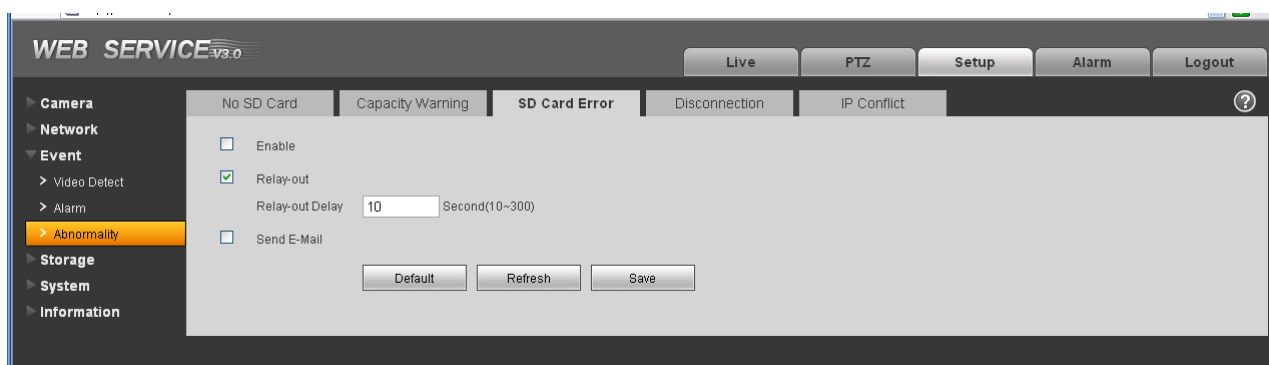 WEB SERVICE V3.0
Live PTZ Setup Alarm Logout
Camera
Network
Event
Video Detect
Alarm
Abnormality
Storage
System
Information
No SD Card Capacity Warning SD Card Error Disconnection IP Conflict ?
Enable
Relay-out
Relay-out Delay 10 Second(10~300)
Send E-Mail
Default Refresh Save